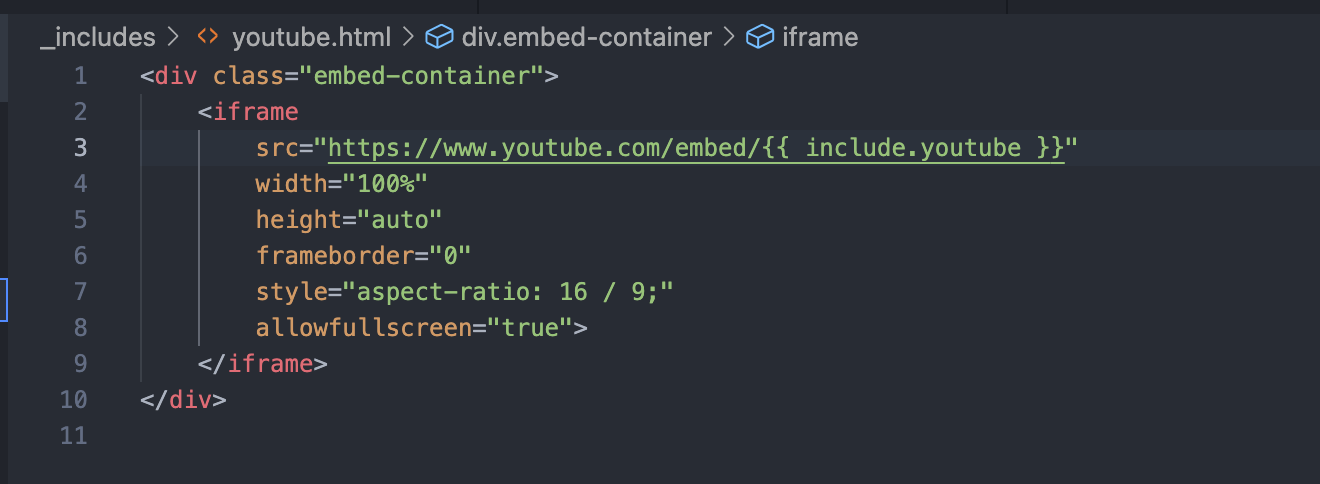 _includes > <> youtube.html > div.embed-container > iframe
1 <div class="embed-container">
2 <iframe
3 src="https://www.youtube.com/embed/{{ include.youtube }}"
4 width="100%"
5 height="auto"
6 frameborder="0"
7 style="aspect-ratio: 16 / 9;"
8 allowfullscreen="true">
9 </iframe>
10 </div>
11